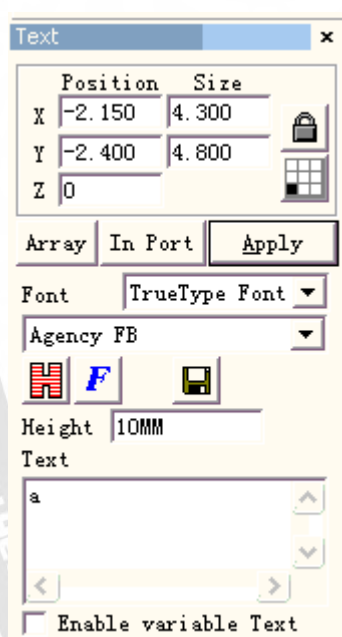 Text
Position Size
X -2.150 4.300
Y -2.400 4.800
Z 0
Array In Port Apply
Font TrueType Font
Agency FB
H F
Height 10MM
Text
a
Enable variable Text